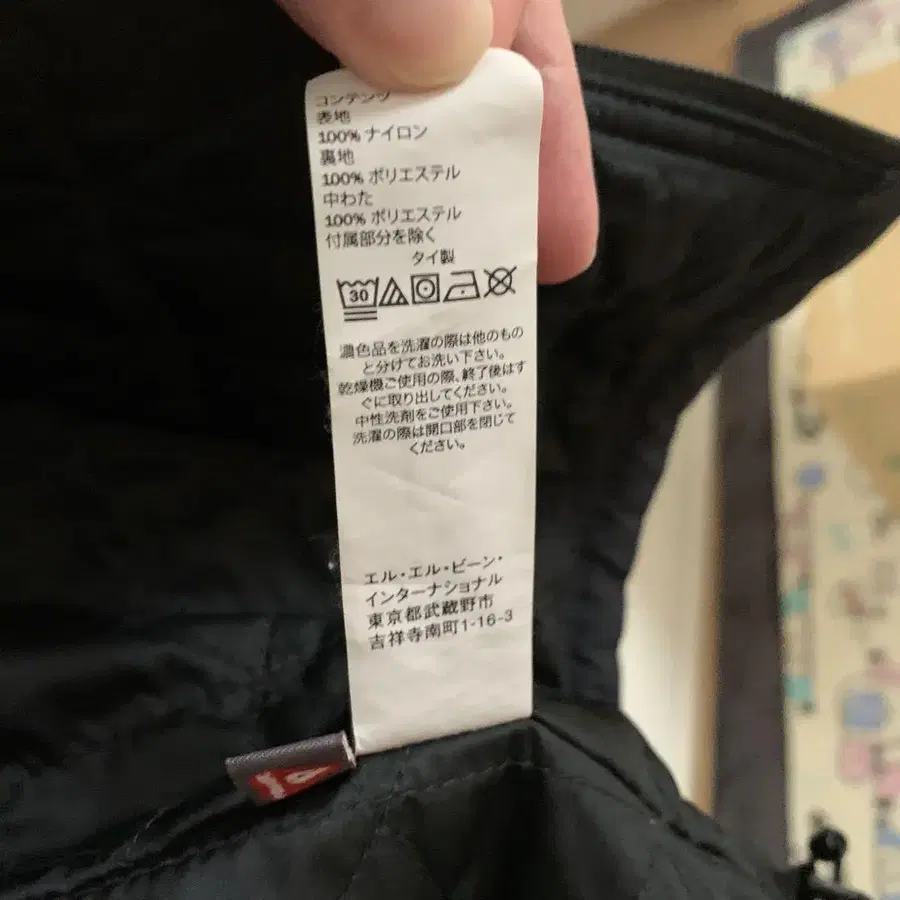 コンテンツ
表地
100% ナイロン
裏地
100% ポリエステル
中わた
100% ポリエステル
付属部分を除く
タイ製
30
濃色品を洗濯の際は他のもの
と分けてお洗い下さい。
乾燥機ご使用の際、終了後はす
ぐに取り出してください。
中性洗剤をご使用下さい。
洗濯の際は開口部を閉じて
ください。
エル・エル・ビーン・
インターナショナル
東京都武蔵野市
吉祥寺南町1-16-3